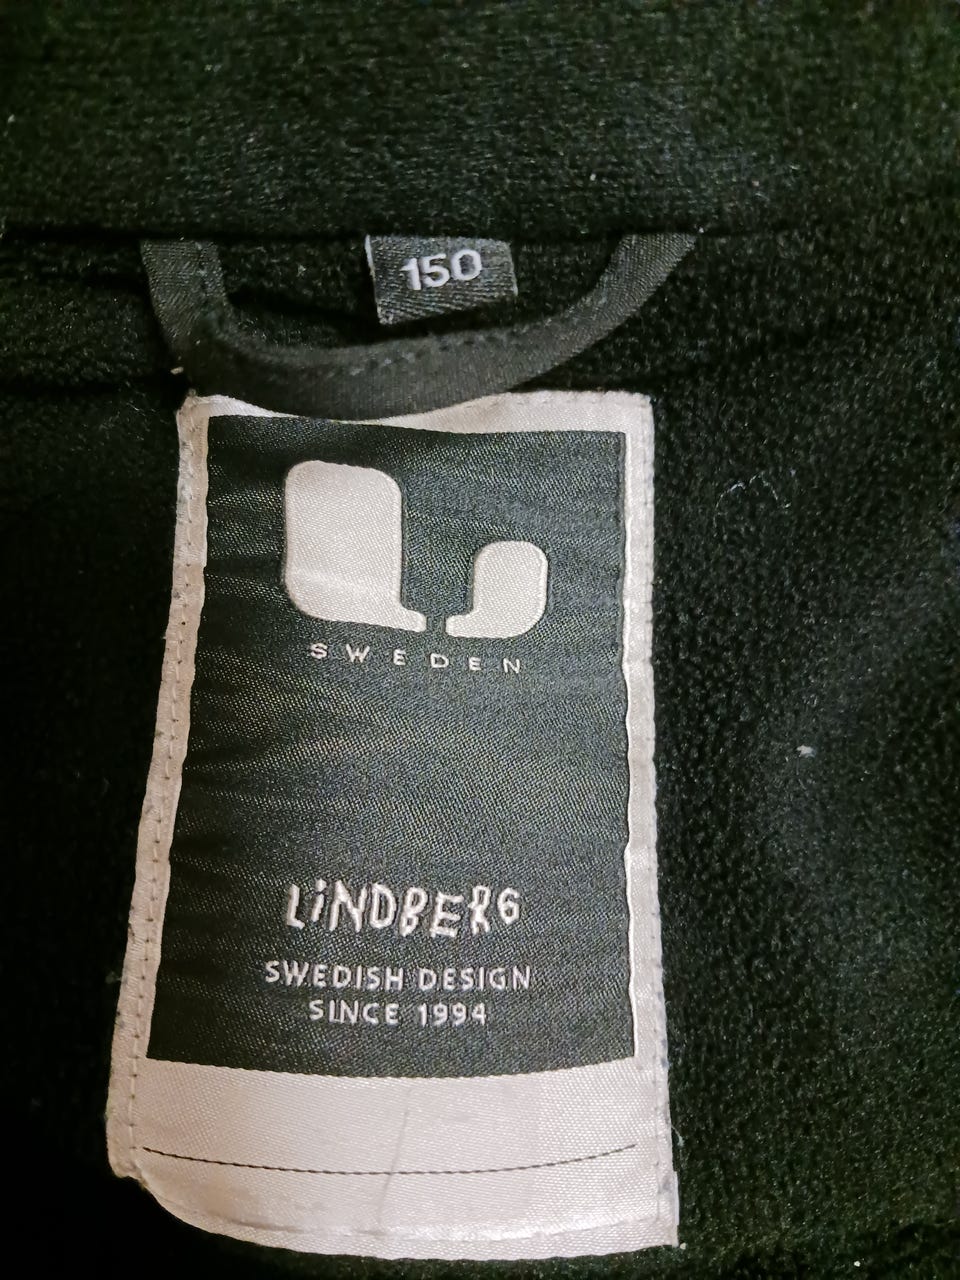 150
SWEDEN
LiNDBERG
SWEDISH DESIGN
SINCE 1994